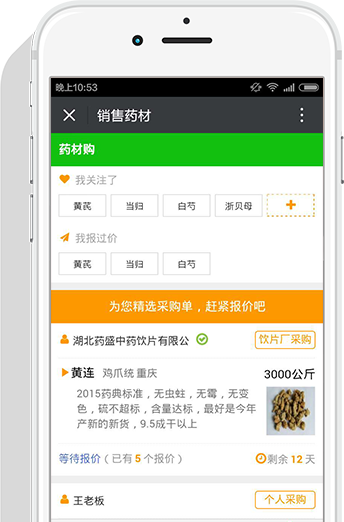 晚上10:53
销售药材
药材购
我关注了
黄芪 当归 白芍 浙贝母
我报过价
黄芪 当归 白芍
为您精选采购单，赶紧报价吧
湖北药盛中药饮片有限公 饮片厂采购
黄连 鸡爪统 重庆 3000公斤
2015药典标准，无虫蛀，无霉，无变
色，硫不超标，含量达标，最好是今年
产新的新货，9.5成干以上
等待报价（已有 5 个报价） 剩余 12 天
王老板 个人采购